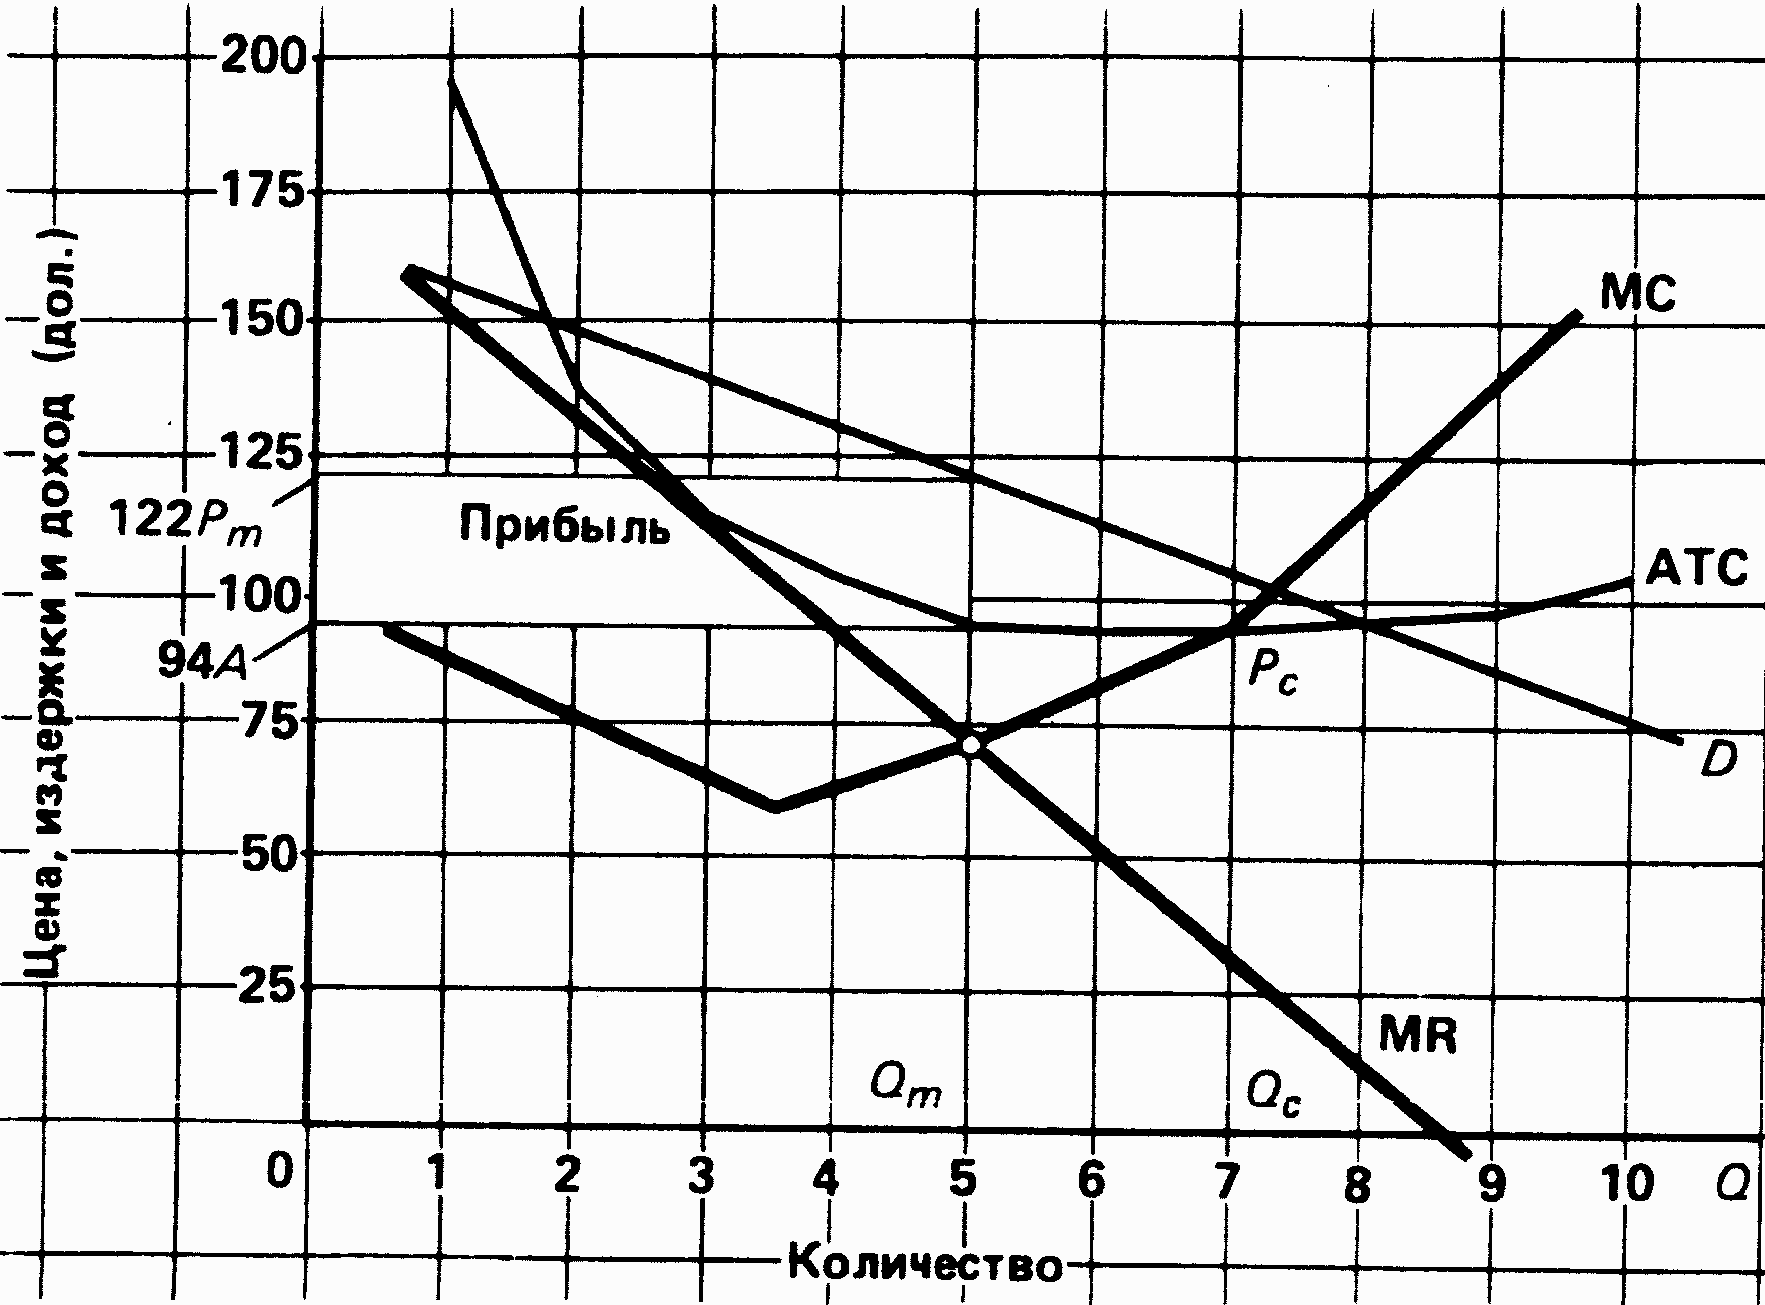 Цена, издержки и доход (дол.)
200
175
150
125
122Pm
100
94A
75
50
25
0
Прибыль
MC
ATC
Pc
D
MR
Qm
Qc
1 2 3 4 5 6 7 8 9 10 Q
Количество